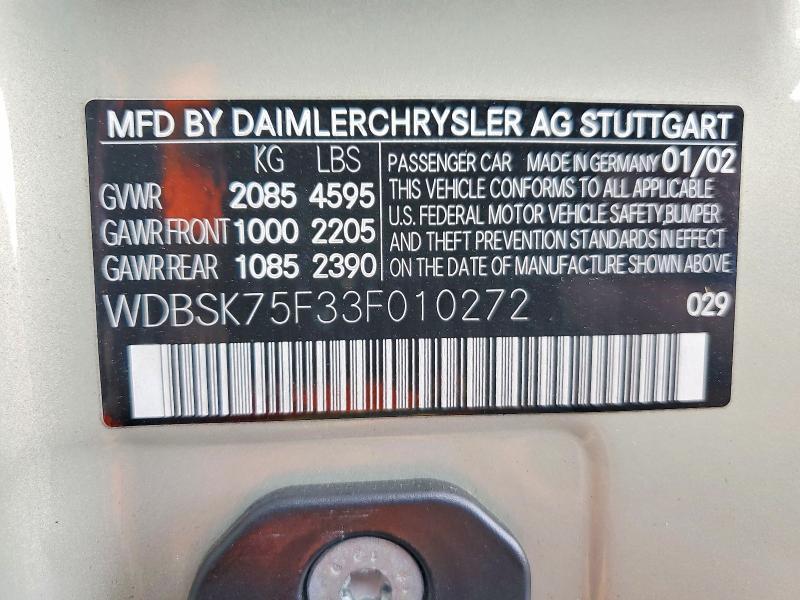 MFD BY DAIMLERCHRYSLER AG STUTTGART
KG LBS
GVWR 2085 4595
GAWR FRONT 1000 2205
GAWR REAR 1085 2390
PASSENGER CAR MADE IN GERMANY 01/02
THIS VEHICLE CONFORMS TO ALL APPLICABLE
U.S. FEDERAL MOTOR VEHICLE SAFETY,BUMPER
AND THEFT PREVENTION STANDARDS IN EFFECT
ON THE DATE OF MANUFACTURE SHOWN ABOVE
WDBSK75F33F010272 029